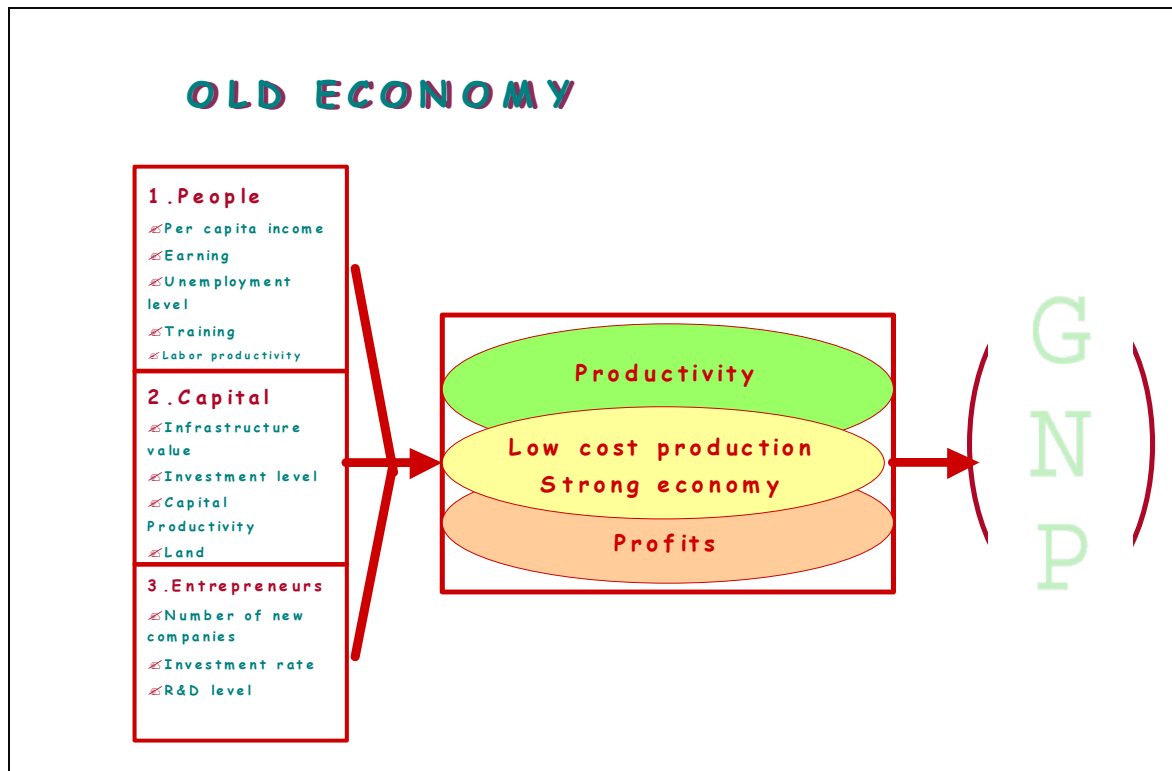 OLD ECONOMY
1.People
Per capita income
Earning
Unemployment
level
Training
Labor productivity
2.Capital
Infrastructure
value
Investment level
Capital
Productivity
Land
3.Entrepreneurs
Number of new
companies
Investment rate
R&D level
Productivity
Low cost production
Strong economy
Profits
G
N
P